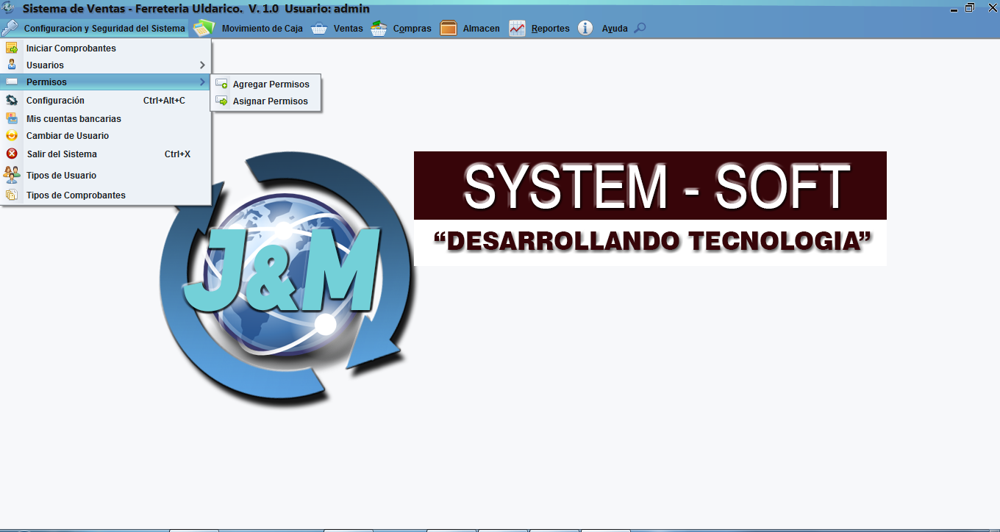 Sistema de Ventas - Ferreteria Uldarico. V. 1.0 Usuario: admin
Configuracion y Seguridad del Sistema Movimiento de Caja Ventas Compras Almacen Reportes Ayuda
Iniciar Comprobantes
Usuarios
Permisos
Agregar Permisos
Asignar Permisos
Configuración Ctrl+Alt+C
Mis cuentas bancarias
Cambiar de Usuario
Salir del Sistema Ctrl+X
Tipos de Usuario
Tipos de Comprobantes
SYSTEM - SOFT
“DESARROLLANDO TECNOLOGIA”
J&M